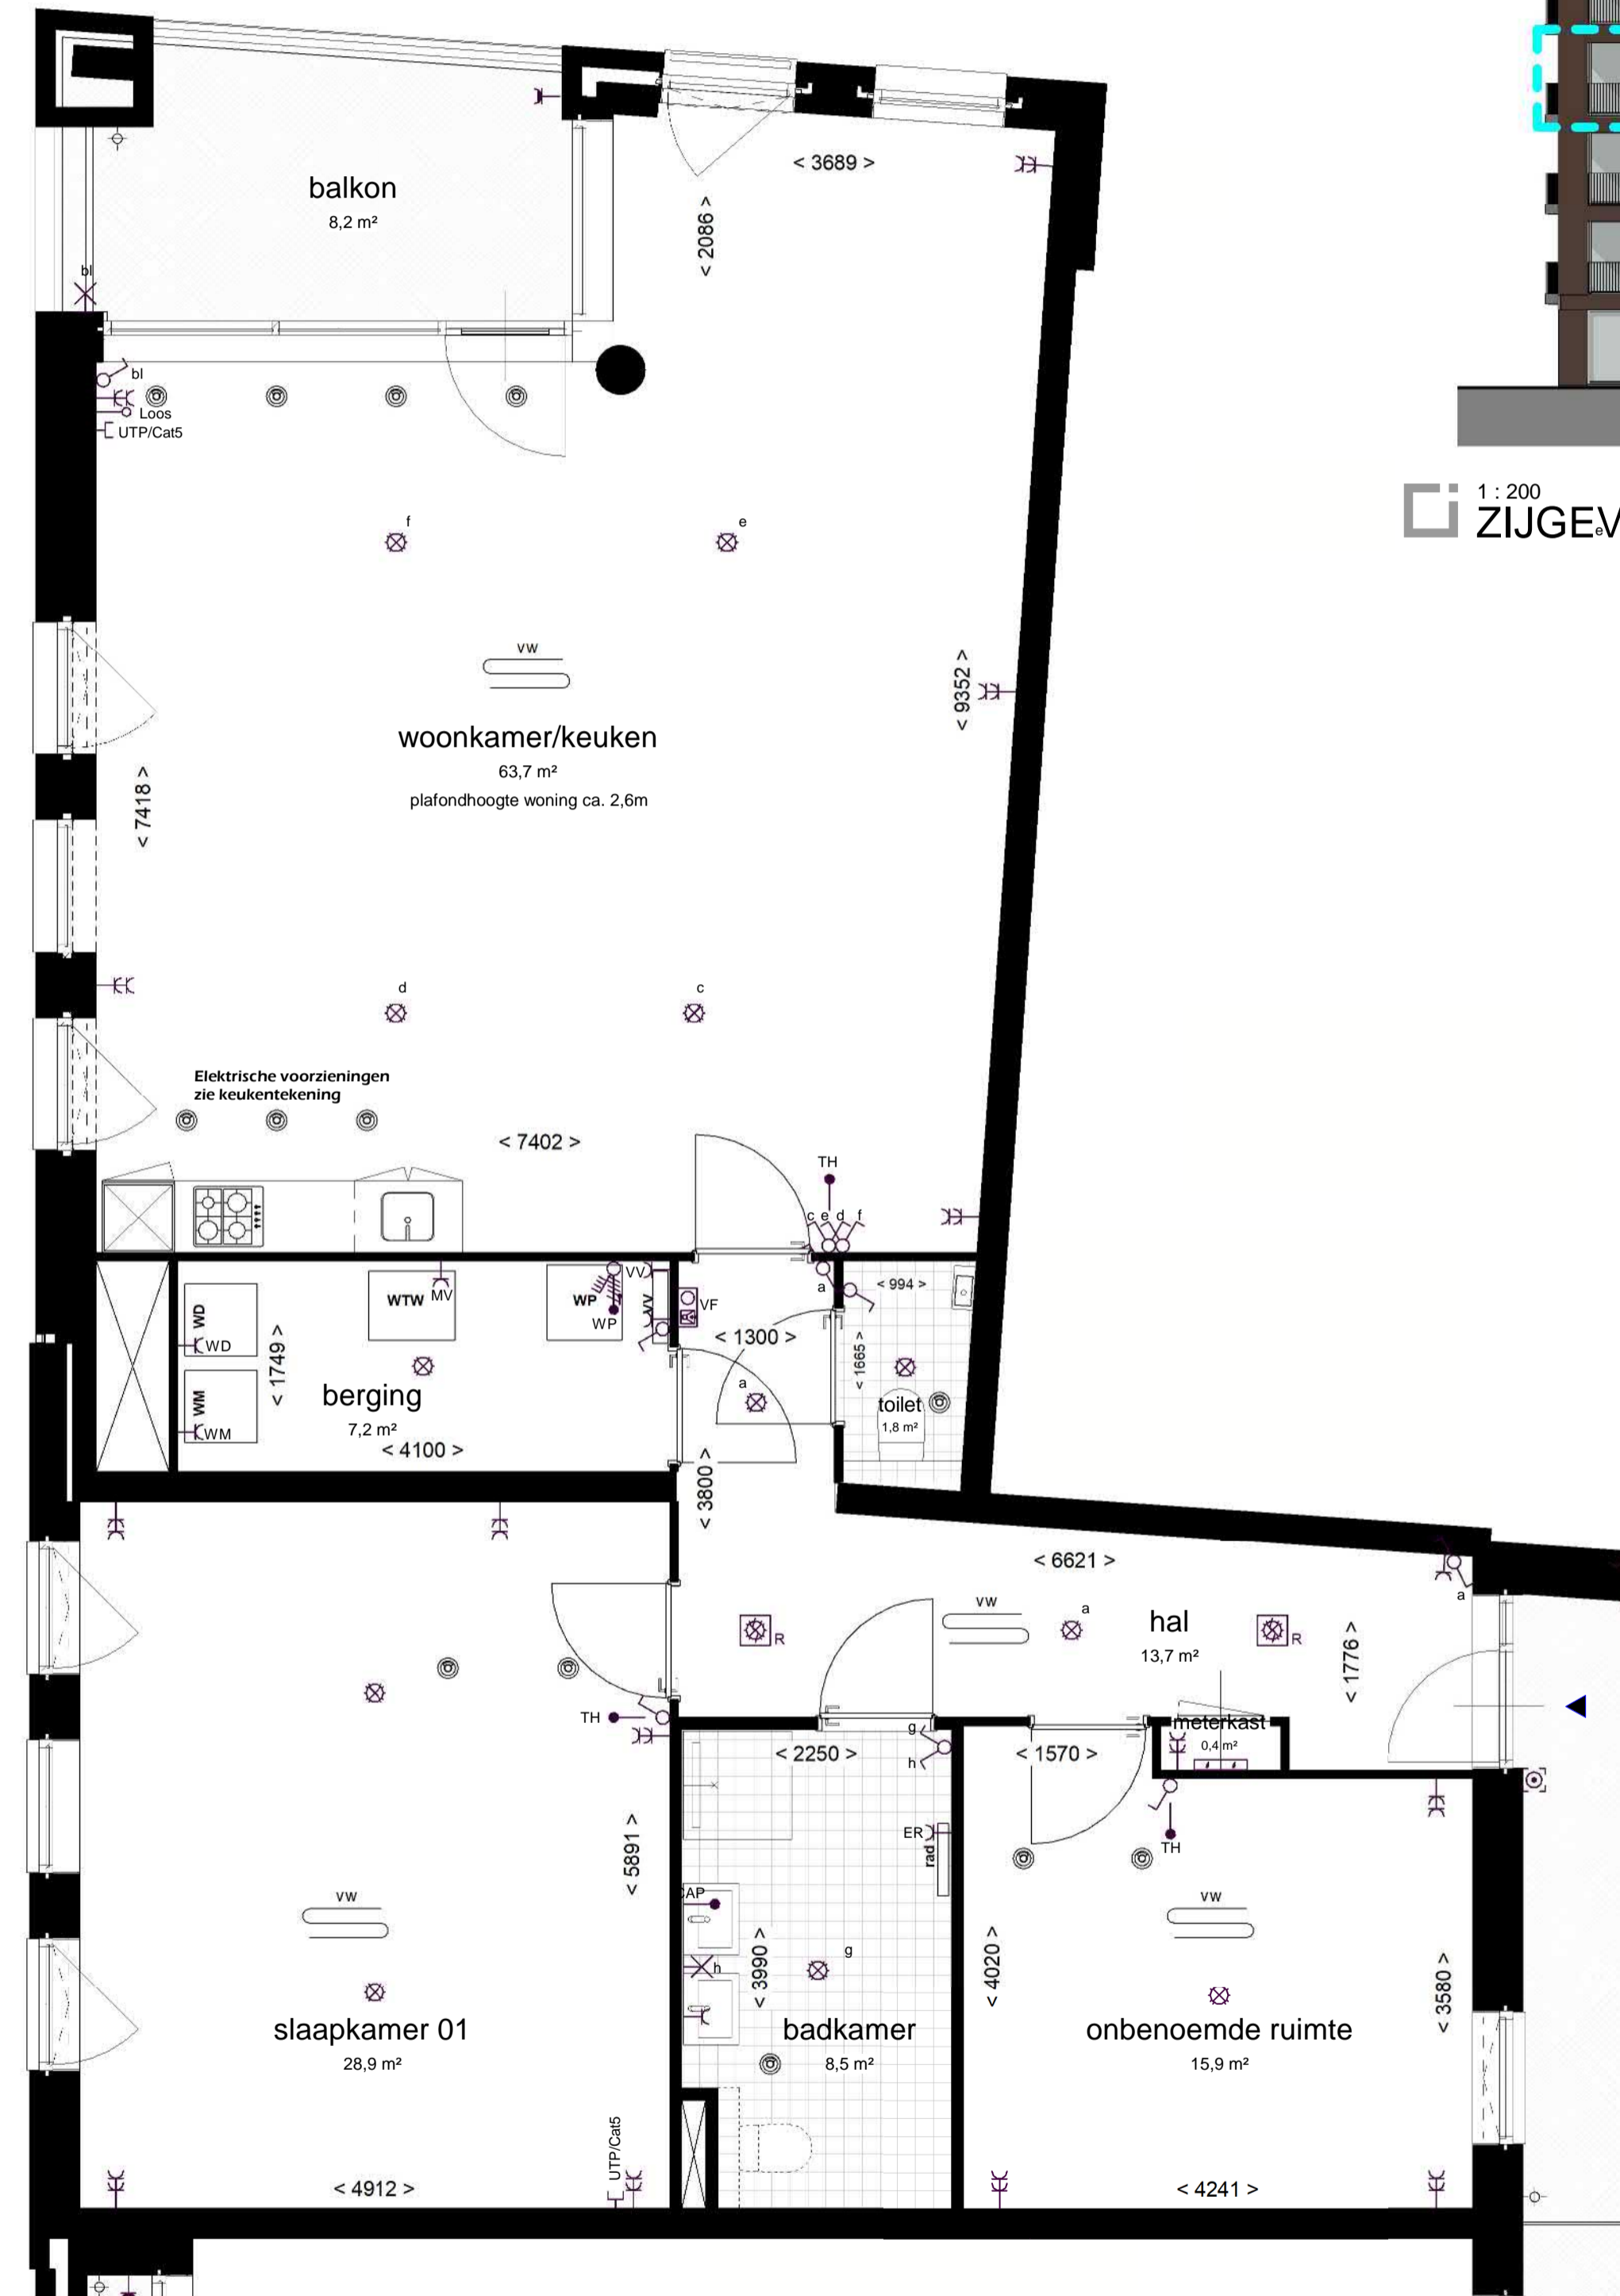 balkon
8,2 m²
< 3689 >
< 2086 >
bl
bl
Loos
UTP/Cat5
1 : 200
ZIJGEV
e
f
e
vw
< 9352 >
woonkamer/keuken
63,7 m²
plafondhoogte woning ca. 2,6m
< 7418 >
d
c
Elektrische voorzieningen
zie keukentekening
< 7402 >
TH
c e d f
WD
WD
WM
WM
< 1749 >
WTW
MV
WP
WP
VV
VV
VF
berging
7,2 m²
< 4100 >
a
< 994 >
< 1300 >
< 1665 >
a
toilet
1,8 m²
< 3800 >
< 6621 >
vw
a
hal
13,7 m²
R
R
a
< 1776 >
TH
meterkast
0,4 m²
< 2250 >
g
h
< 1570 >
TH
ER
rad
< 5891 >
vw
CAP
h
< 3990 >
g
< 4020 >
vw
< 3580 >
slaapkamer 01
28,9 m²
badkamer
8,5 m²
onbenoemde ruimte
15,9 m²
UTP/Cat5
< 4912 >
< 4241 >